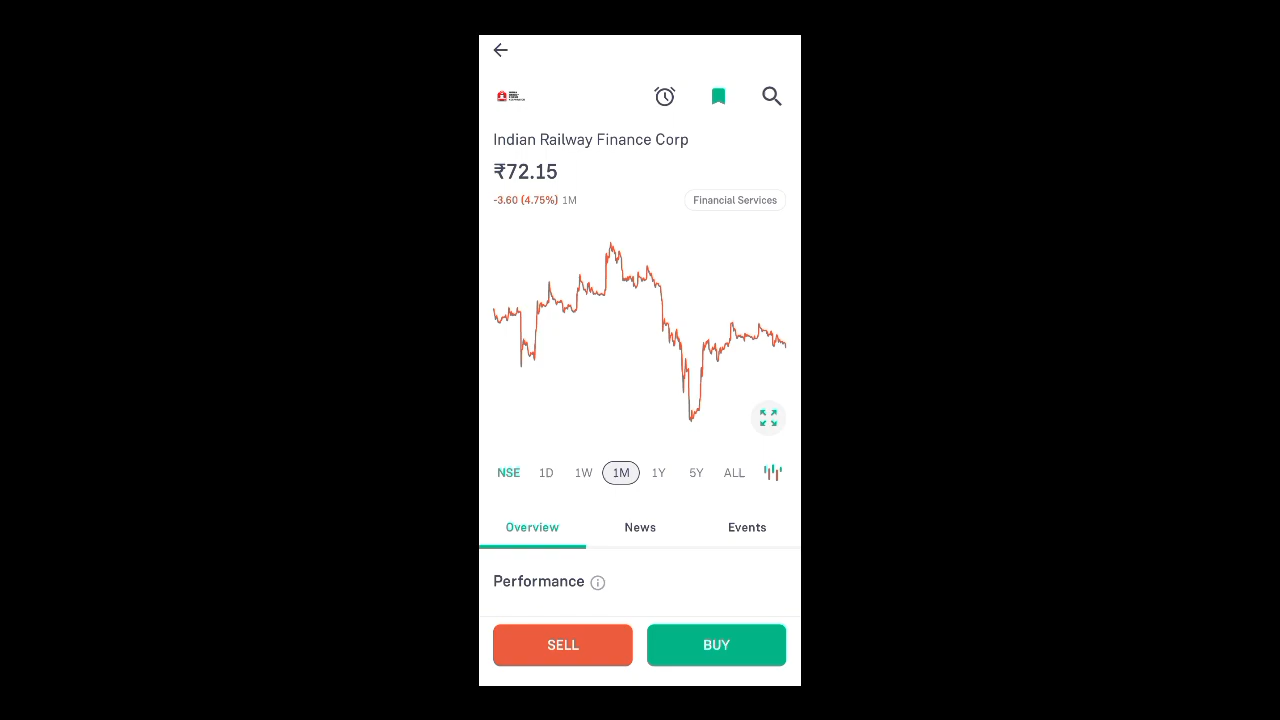 Indian Railway Finance Corp
₹72.15
-3.60 (4.75%) 1M
Financial Services
NSE 1D 1W 1M 1Y 5Y ALL
Overview News Events
Performance
SELL BUY